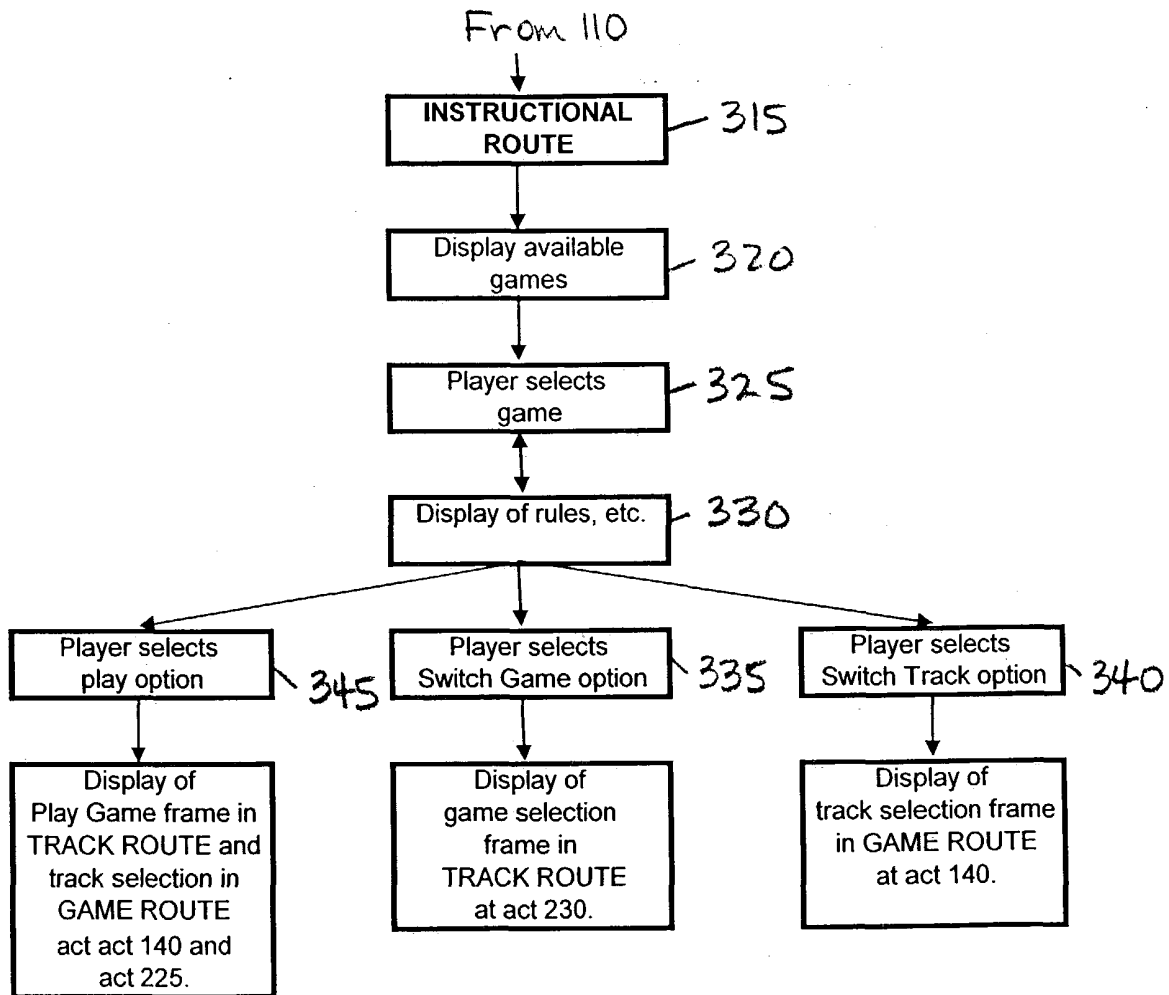 From 110
INSTRUCTIONAL
ROUTE
315
Display available
games
320
Player selects
game
325
Display of rules, etc.
330
Player selects
play option
345
Player selects
Switch Game option
335
Player selects
Switch Track option
340
Display of
Play Game frame in
TRACK ROUTE and
track selection in
GAME ROUTE
act act 140 and
act 225.
Display of
game selection
frame in
TRACK ROUTE
at act 230.
Display of
track selection frame
in GAME ROUTE
at act 140.